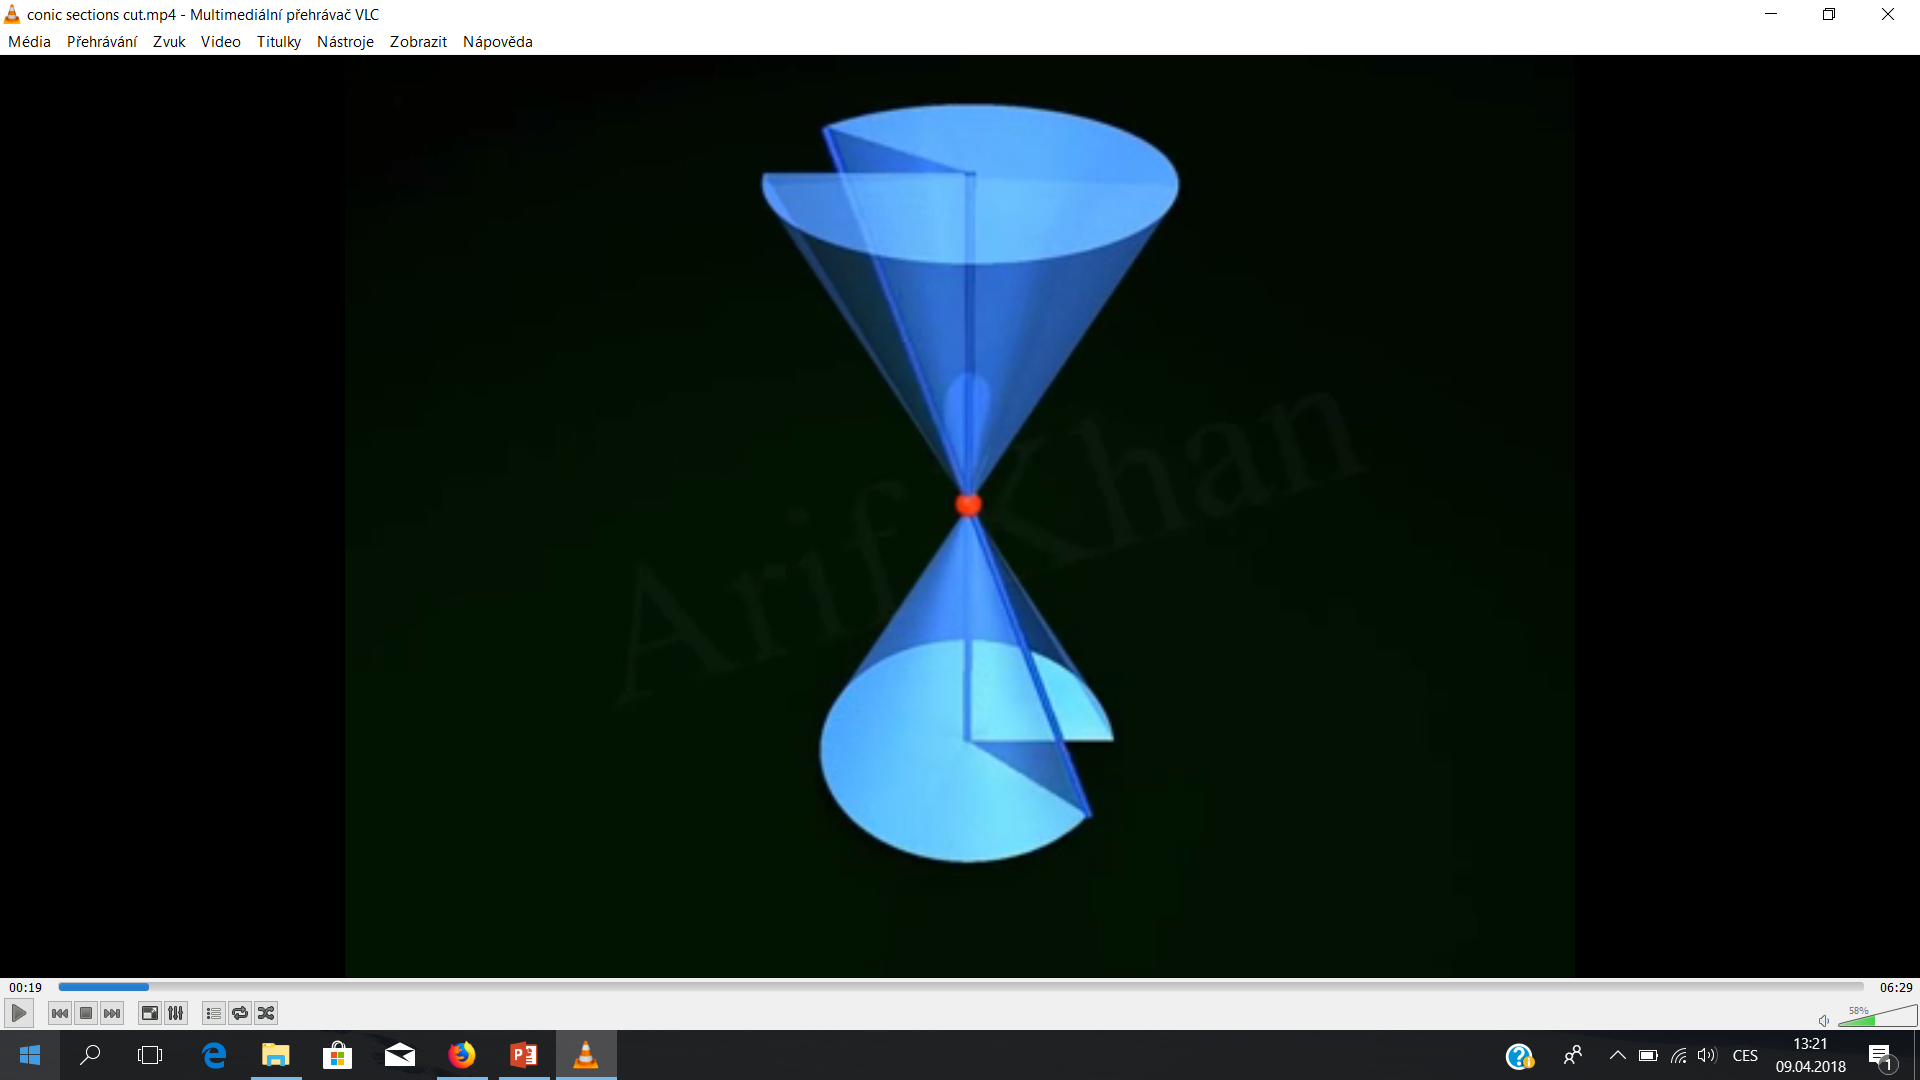 conic sections cut.mp4 - Multimediální přehrávač VLC
Média Přehrávání Zvuk Video Titulky Nástroje Zobrazit Nápověda
Arif Khan
00:19 06:29
58%
CES
13:21
09.04.2018
1